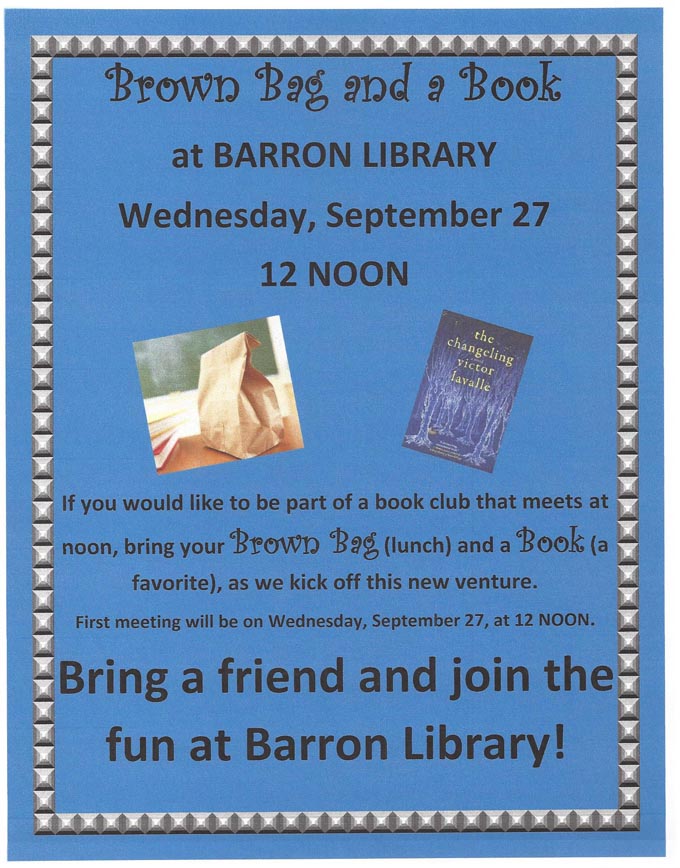 Brown Bag and a Book
at BARRON LIBRARY
Wednesday, September 27
12 NOON
the
changeling
victor
lavalle
If you would like to be part of a book club that meets at
noon, bring your Brown Bag (lunch) and a Book (a
favorite), as we kick off this new venture.
First meeting will be on Wednesday, September 27, at 12 NOON.
Bring a friend and join the
fun at Barron Library!